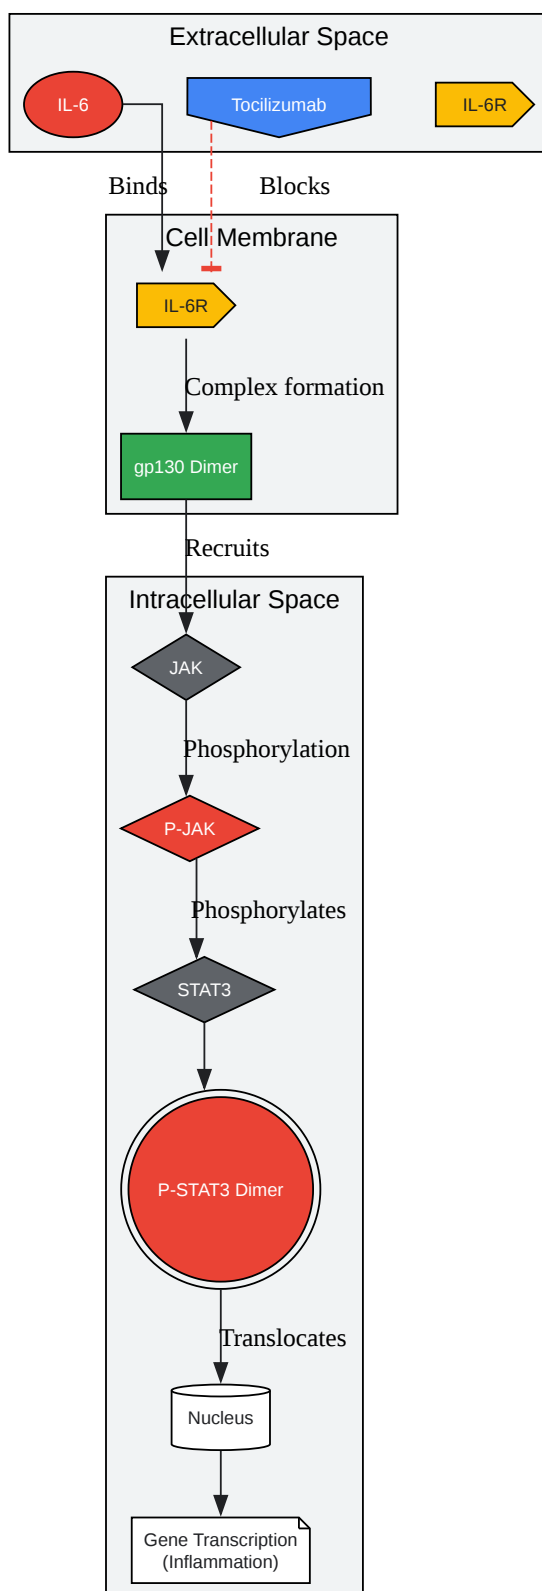 Extracellular Space
IL-6
Tocilizumab
IL-6R
Binds
Blocks
Cell Membrane
IL-6R
Complex formation
gp130 Dimer
Recruits
Intracellular Space
JAK
Phosphorylation
P-JAK
Phosphorylates
STAT3
P-STAT3 Dimer
Translocates
Nucleus
Gene Transcription
(Inflammation)